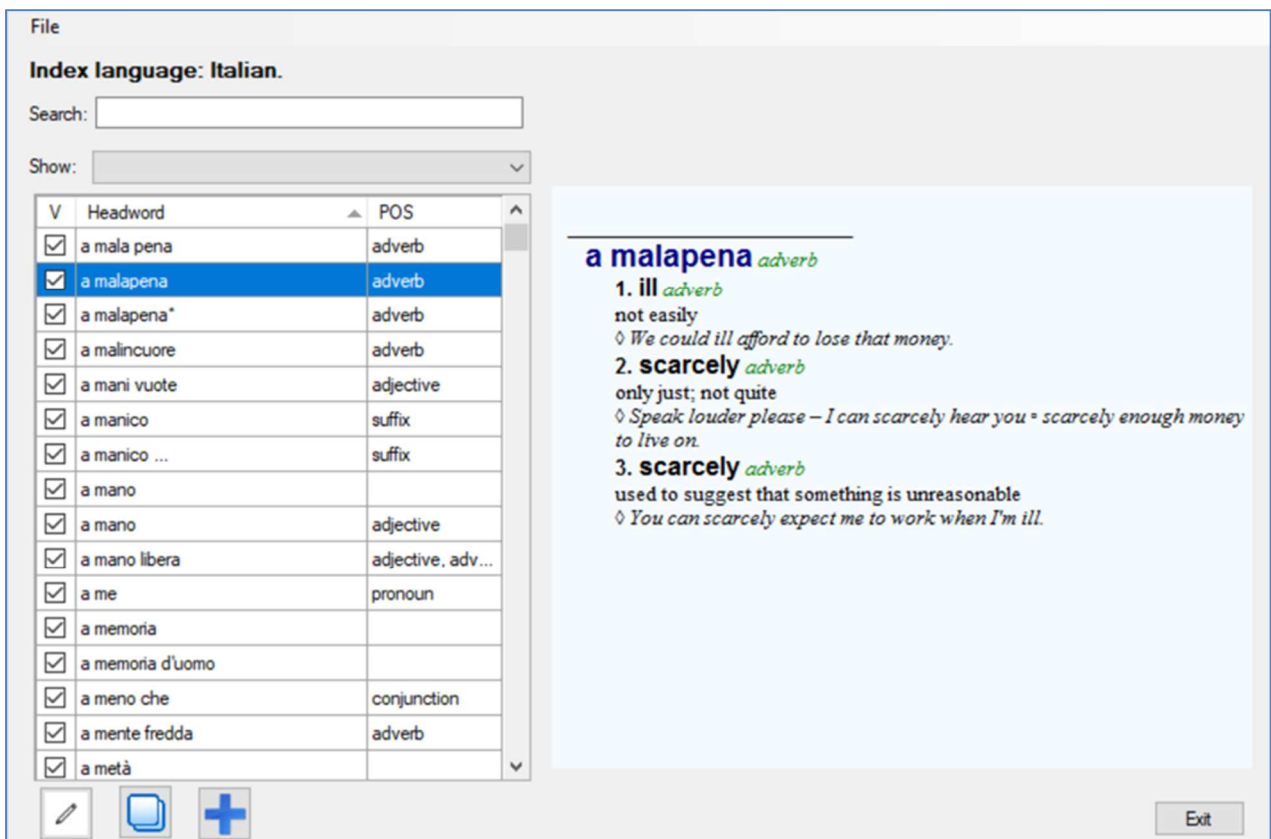 File
Index language: Italian.
Search:
Show:
V Headword POS
a mala pena adverb
a malapena adverb
a malapena* adverb
a malincuore adverb
a mani vuote adjective
a manico suffix
a manico ... suffix
a mano
a mano adjective
a mano libera adjective, adv...
a me pronoun
a memoria
a memoria d'uomo
a meno che conjunction
a mente fredda adverb
a metà
a malapena adverb
1. ill adverb
not easily
◊ We could ill afford to lose that money.
2. scarcely adverb
only just; not quite
◊ Speak louder please – I can scarcely hear you ▪ scarcely enough money
to live on.
3. scarcely adverb
used to suggest that something is unreasonable
◊ You can scarcely expect me to work when I'm ill.
Exit